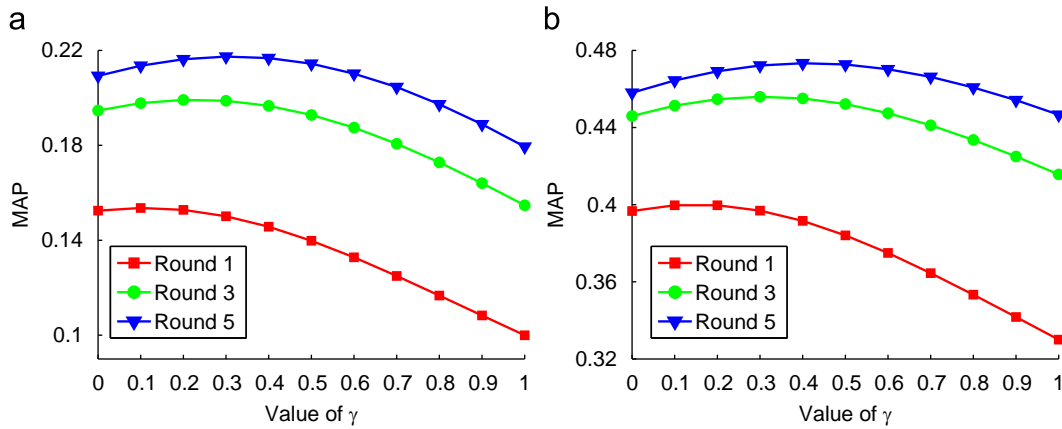 a
0.22
0.18
0.14
0.1
MAP
Round 1
Round 3
Round 5
0 0.1 0.2 0.3 0.4 0.5 0.6 0.7 0.8 0.9 1
Value of γ
b
0.48
0.44
0.4
0.36
0.32
MAP
Round 1
Round 3
Round 5
0 0.1 0.2 0.3 0.4 0.5 0.6 0.7 0.8 0.9 1
Value of γ